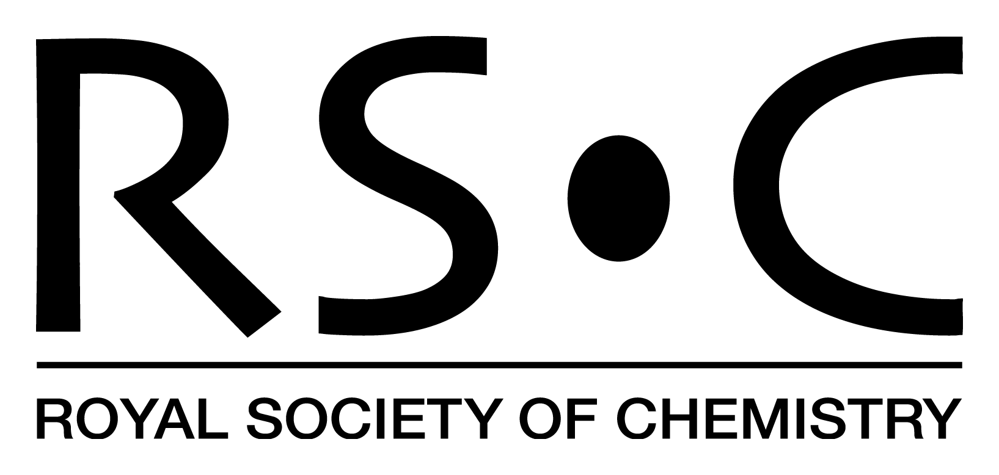 RS•C
ROYAL SOCIETY OF CHEMISTRY